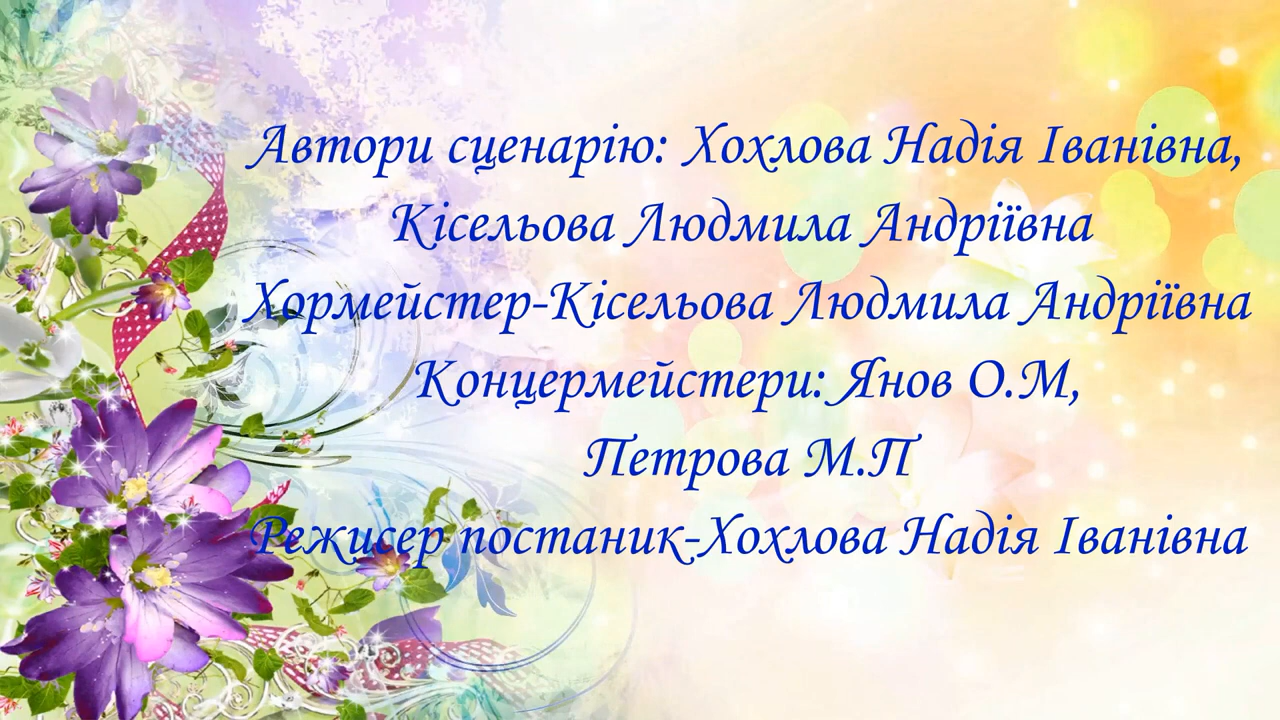 Автори сценарію: Хохлова Надія Іванівна,
Кісельова Людмила Андріївна
Хормейстер-Кісельова Людмила Андріївна
Концермейстери: Янов О.М,
Петрова М.П
Режисер постаник-Хохлова Надія Іванівна